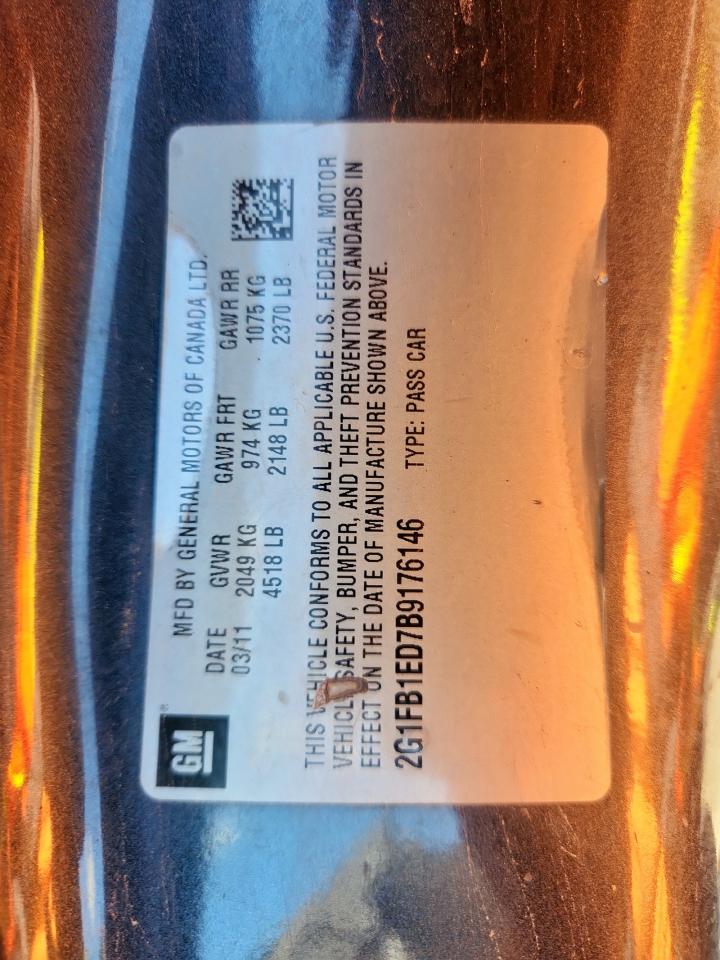 GM®
MFD BY GENERAL MOTORS OF CANADA LTD.
DATE GVWR GAWR FRT GAWR RR
03/11 2049 KG 974 KG 1075 KG
4518 LB 2148 LB 2370 LB
THIS VEHICLE CONFORMS TO ALL APPLICABLE U.S. FEDERAL MOTOR
VEHICLE SAFETY, BUMPER, AND THEFT PREVENTION STANDARDS IN
EFFECT ON THE DATE OF MANUFACTURE SHOWN ABOVE.
2G1FB1ED7B9176146 TYPE: PASS CAR